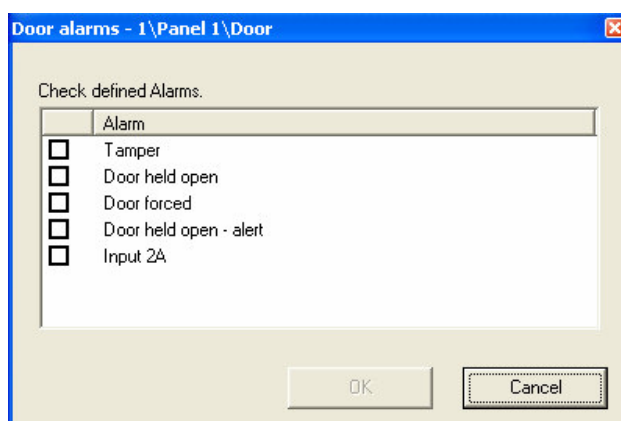 Door alarms - 1\Panel 1\Door
Check defined Alarms.
Alarm
Tamper
Door held open
Door forced
Door held open - alert
Input 2A
OK Cancel